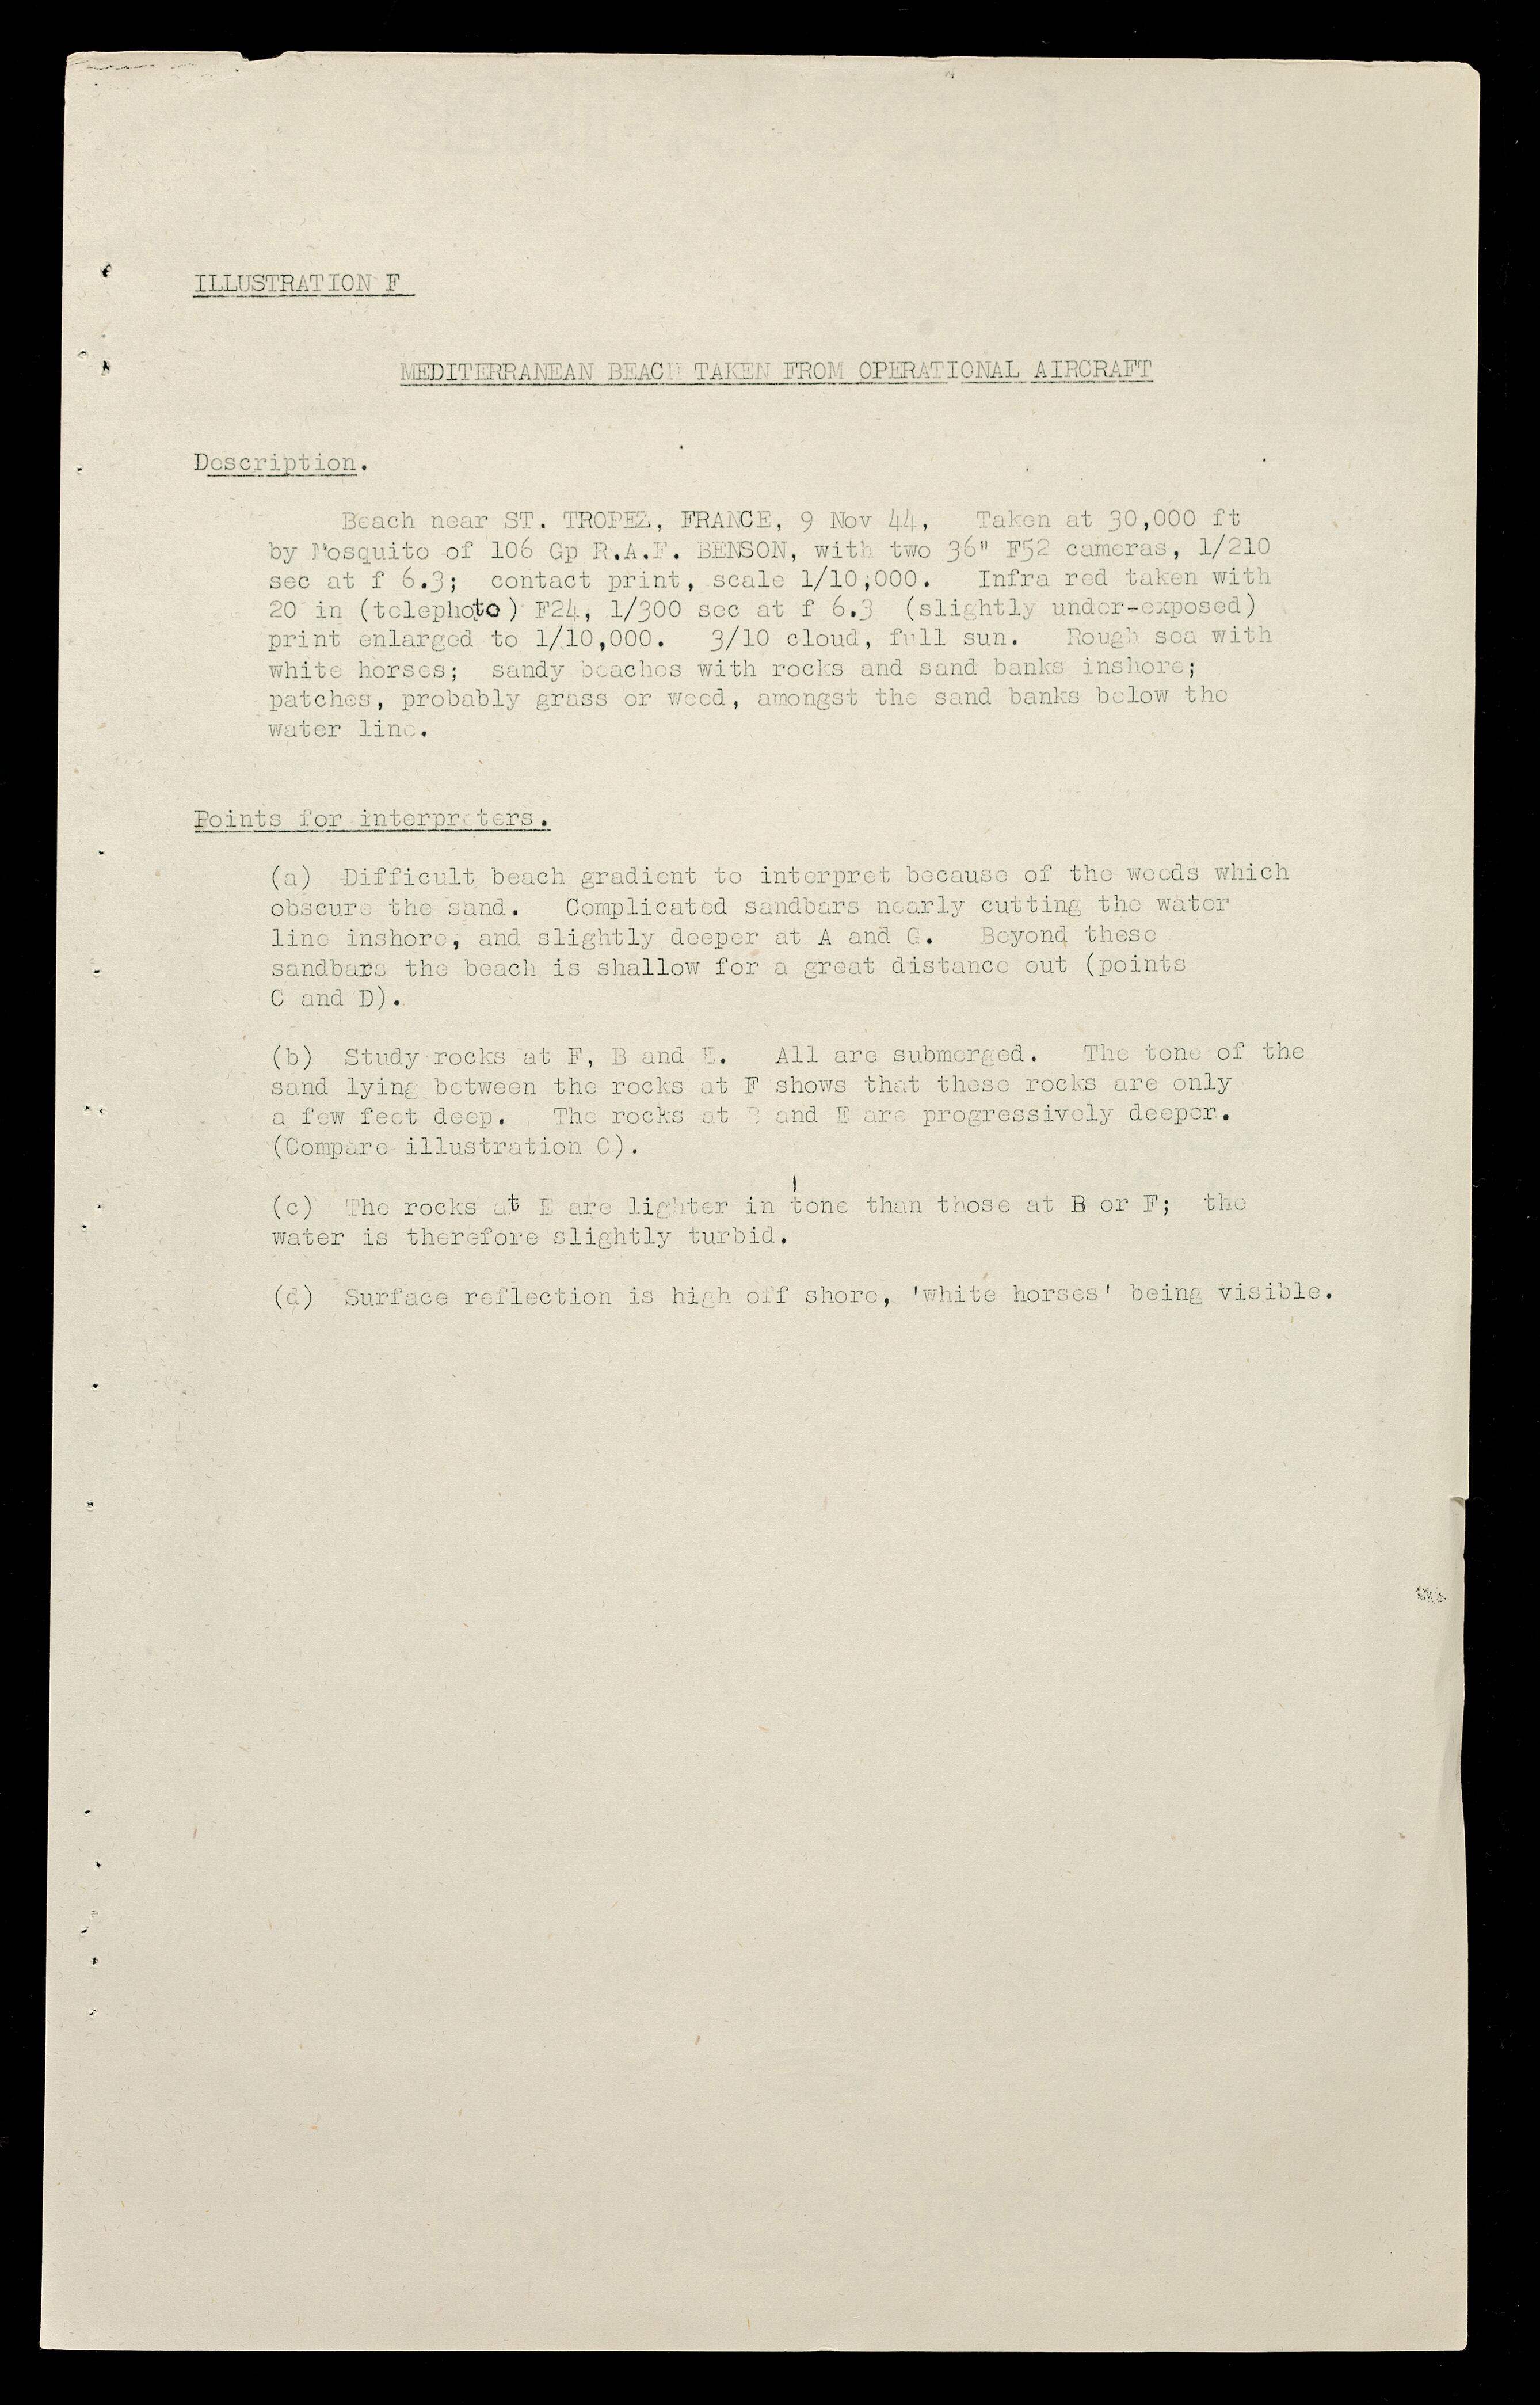 ILLUSTRATION F
MEDITERRANEAN BEACH TAKEN FROM OPERATIONAL AIRCRAFT
Description.
Beach near ST. TROPEZ, FRANCE, 9 Nov 44, Taken at 30,000 ft
by Mosquito of 106 Gp R.A.F. BENSON, with two 36" F52 cameras, 1/210
sec at f 6.3; contact print, scale 1/10,000. Infra red taken with
20 in (telephoto) F24, 1/300 sec at f 6.3 (slightly under-exposed)
print enlarged to 1/10,000. 3/10 cloud, full sun. Rough sea with
white horses; sandy beaches with rocks and sand banks inshore;
patches, probably grass or weed, amongst the sand banks below the
water line.
Points for interpreters.
(a) Difficult beach gradient to interpret because of the weeds which
obscure the sand. Complicated sandbars nearly cutting the water
line inshore, and slightly deeper at A and G. Beyond these
sandbars the beach is shallow for a great distance out (points
C and D).
(b) Study rocks at F, B and E. All are submerged. The tone of the
sand lying between the rocks at F shows that these rocks are only
a few feet deep. The rocks at B and E are progressively deeper.
(Compare illustration C).
(c) The rocks at E are lighter in tone than those at B or F; the
water is therefore slightly turbid.
(d) Surface reflection is high off shore, 'white horses' being visible.